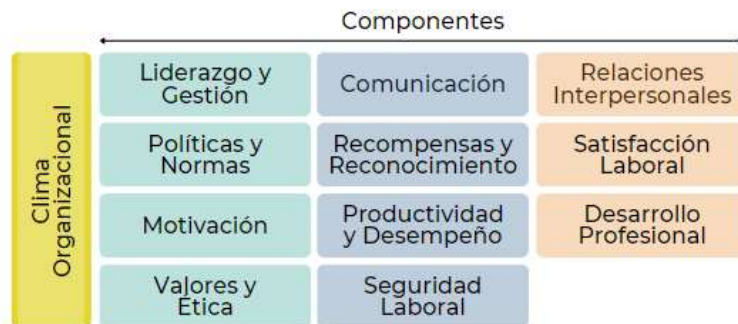 Componentes
Clima
Organizacional
Liderazgo y
Gestión
Comunicación
Relaciones
Interpersonales
Políticas y
Normas
Recompensas y
Reconocimiento
Satisfacción
Laboral
Motivación
Productividad
y Desempeño
Desarrollo
Profesional
Valores y
Ética
Seguridad
Laboral